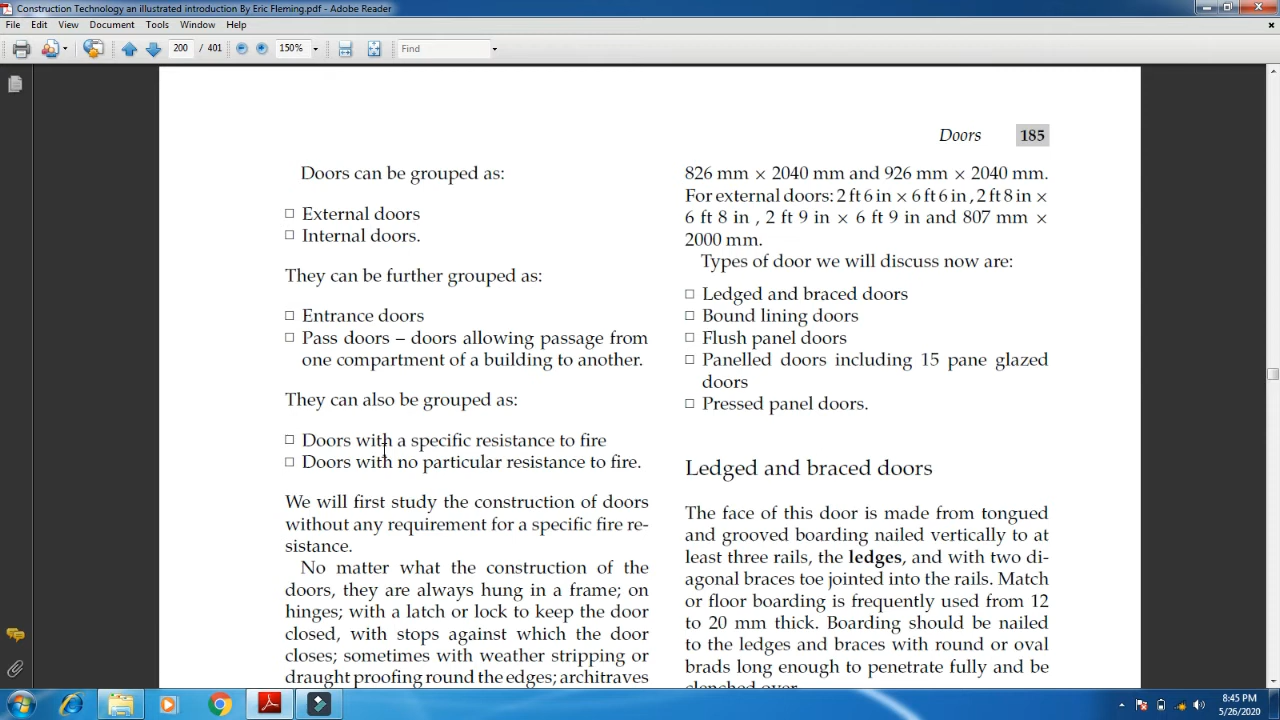 Construction Technology an illustrated introduction By Eric Fleming.pdf - Adobe Reader
File Edit View Document Tools Window Help
200 / 401 150% Find
Doors 185
Doors can be grouped as:
□ External doors
□ Internal doors.
They can be further grouped as:
□ Entrance doors
□ Pass doors – doors allowing passage from
one compartment of a building to another.
They can also be grouped as:
□ Doors with a specific resistance to fire
□ Doors with no particular resistance to fire.
We will first study the construction of doors
without any requirement for a specific fire re-
sistance.
No matter what the construction of the
doors, they are always hung in a frame; on
hinges; with a latch or lock to keep the door
closed, with stops against which the door
closes; sometimes with weather stripping or
draught proofing round the edges; architraves
826 mm × 2040 mm and 926 mm × 2040 mm.
For external doors: 2 ft 6 in × 6 ft 6 in , 2 ft 8 in ×
6 ft 8 in , 2 ft 9 in × 6 ft 9 in and 807 mm ×
2000 mm.
Types of door we will discuss now are:
□ Ledged and braced doors
□ Bound lining doors
□ Flush panel doors
□ Panelled doors including 15 pane glazed
doors
□ Pressed panel doors.
Ledged and braced doors
The face of this door is made from tongued
and grooved boarding nailed vertically to at
least three rails, the ledges, and with two di-
agonal braces toe jointed into the rails. Match
or floor boarding is frequently used from 12
to 20 mm thick. Boarding should be nailed
to the ledges and braces with round or oval
brads long enough to penetrate fully and be
clenched over.
8:45 PM
5/26/2020